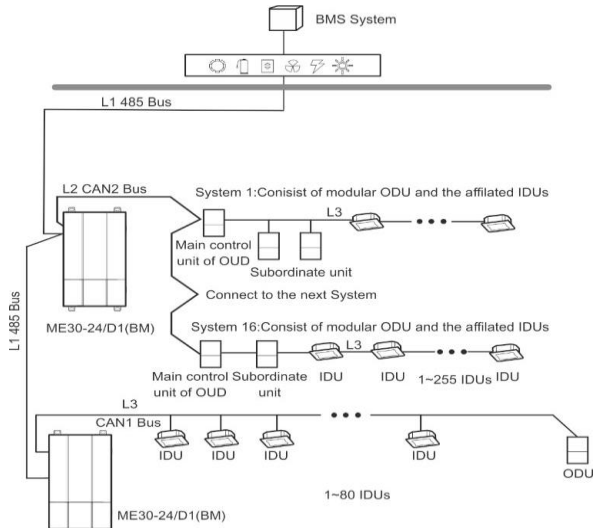 BMS System
L1 485 Bus
L2 CAN2 Bus
System 1:Conisist of modular ODU and the affilated IDUs
L3
Main control
unit of OUD
Subordinate unit
Connect to the next System
ME30-24/D1(BM)
L1 485 Bus
System 16:Consist of modular ODU and the affilated IDUs
L3
Main control
unit of OUD
Subordinate
unit
IDU
IDU
1~255 IDUs
IDU
L3
CAN1 Bus
IDU
IDU
IDU
IDU
ODU
1~80 IDUs
ME30-24/D1(BM)